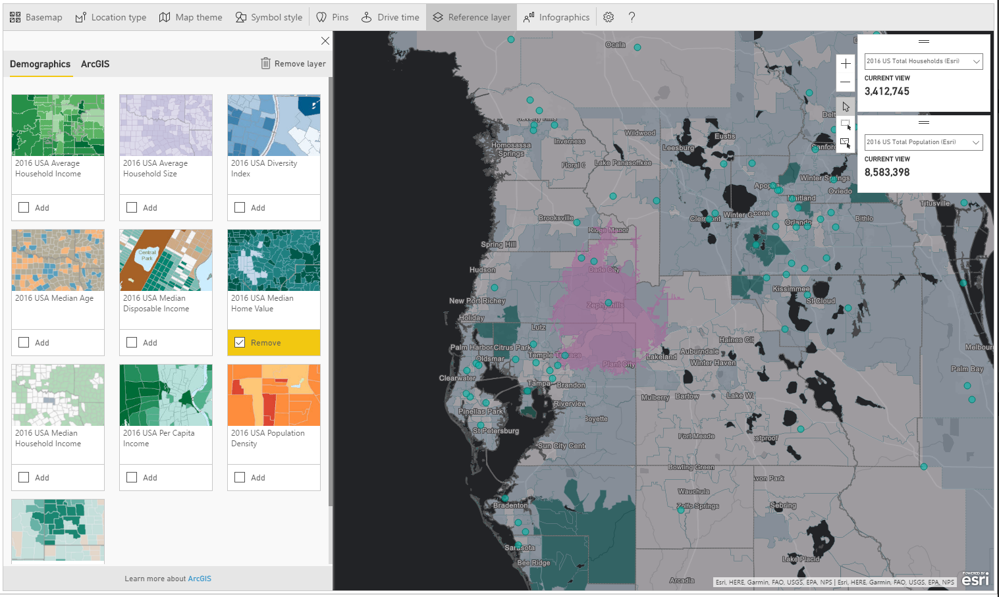 Basemap
Location type
Map theme
Symbol style
Pins
Drive time
Reference layer
Infographics
?
Demographics
ArcGIS
Remove layer
2016 USA Average
Household Income
Add
2016 USA Average
Household Size
Add
2016 USA Diversity
Index
Add
2016 USA Median Age
Add
Central
Park
2016 USA Median
Disposable Income
Add
2016 USA Median
Home Value
Remove
2016 USA Median
Household Income
Add
2016 USA Per Capita
Income
Add
2016 USA Population
Density
Add
Learn more about ArcGIS
Ocala
Beverly Hills
Homosassa
Springs
Inverness
Floral C
Wildwood
Lake Panasoffkee
Leesburg
Eustis
Delt
Sanford
Apopka
Winter Springs
Oviedo
Maitland
Titusville
Brooksville
Clermont
Winter G
coee
Orlando
Bithlo
Ridge Manor
Spring Hill
Hudson
Dade City
Kissimmee
St Cloud
New Port Richey
Zephyrhills
Holiday
Lutz
Haines Cit
Melbour
Palm Harbor
Citrus Park
Temple Terrace
Oldsmar
Plant City
Lakeland
Auburndale
Winter Haven
Palm Bay
Clearwater
Tampa
Brandon
Mulberry
Bartow
Lake Wa
Riverview
Pinellas Park
Boyette
St Petersburg
Fort Meade
ostproof
Sun City Cent
Bowling Green
Avon Park
Wauchula
Bradenton
Zolfo Springs
Sebring
Sarasota
Bee Ridge
Lake Placid
Arcadia
2016 US Total Households (Esri)
CURRENT VIEW
3,412,745
2016 US Total Population (Esri)
CURRENT VIEW
8,583,398
Esri, HERE, Garmin, FAO, USGS, EPA, NPS | Esri, HERE, Garmin, FAO, USGS, EPA, NPS
POWERED BY
esri